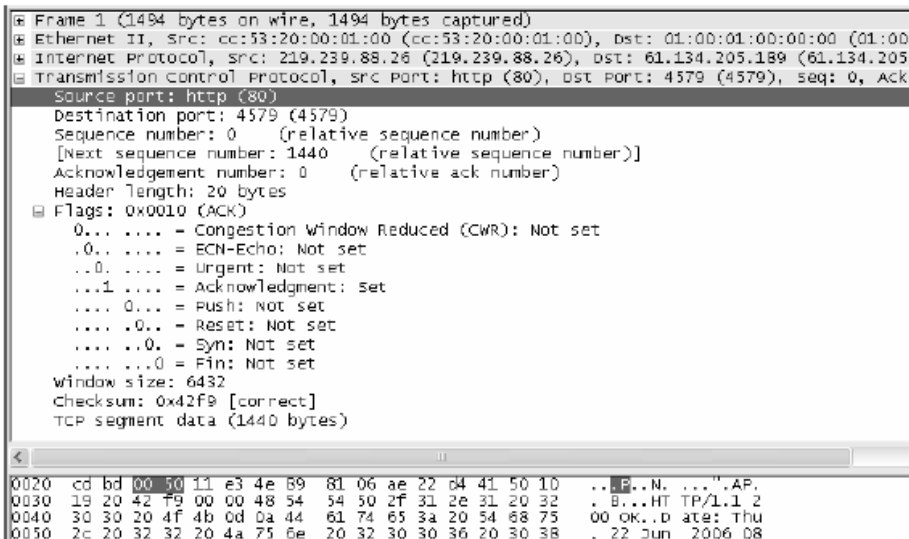 Frame 1 (1494 bytes on wire, 1494 bytes captured)
Ethernet II, Src: cc:53:20:00:01:00 (cc:53:20:00:01:00), Dst: 01:00:01:00:00:00 (01:00
Internet Protocol, Src: 219.239.88.26 (219.239.88.26), Dst: 61.134.205.189 (61.134.205
Transmission Control Protocol, Src Port: http (80), Dst Port: 4579 (4579), Seq: 0, Ack
Source port: http (80)
Destination port: 4579 (4579)
Sequence number: 0 (relative sequence number)
[Next sequence number: 1440 (relative sequence number)]
Acknowledgement number: 0 (relative ack number)
Header length: 20 bytes
Flags: 0x0010 (ACK)
0... .... = Congestion Window Reduced (CWR): Not set
.0.. .... = ECN-Echo: Not set
..0. .... = Urgent: Not set
...1 .... = Acknowledgment: Set
.... 0... = Push: Not set
.... .0.. = Reset: Not set
.... ..0. = Syn: Not set
.... ...0 = Fin: Not set
Window size: 6432
Checksum: 0x42f9 [correct]
TCP segment data (1440 bytes)
0020 cd bd 00 50 11 e3 4e 89 81 06 ae 22 d4 41 50 10 ...P..N. ...".AP.
0030 19 20 42 f9 00 00 48 54 54 50 2f 31 2e 31 20 32 . B...HT TP/1.1 2
0040 30 30 20 4f 4b 0d 0a 44 61 74 65 3a 20 54 68 75 00 OK..D ate: Thu
0050 2c 20 32 32 20 4a 75 6e 20 32 30 30 36 20 30 38 , 22 Jun 2006 08